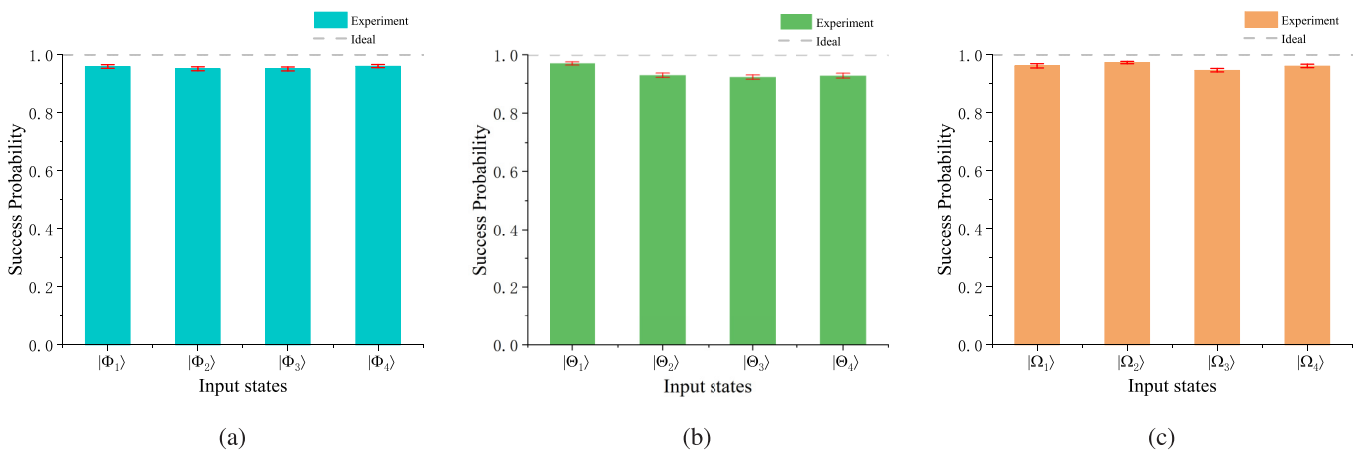 Experiment
Ideal
1.0
0.8
0.6
0.4
0.2
0.0
Success Probability
|Φ₁⟩ |Φ₂⟩ |Φ₃⟩ |Φ₄⟩
Input states
(a)
Experiment
Ideal
1.0
0.8
0.6
0.4
0.2
0.0
Success Probability
|Θ₁⟩ |Θ₂⟩ |Θ₃⟩ |Θ₄⟩
Input states
(b)
Experiment
Ideal
1.0
0.8
0.6
0.4
0.2
0.0
Success Probability
|Ω₁⟩ |Ω₂⟩ |Ω₃⟩ |Ω₄⟩
Input states
(c)